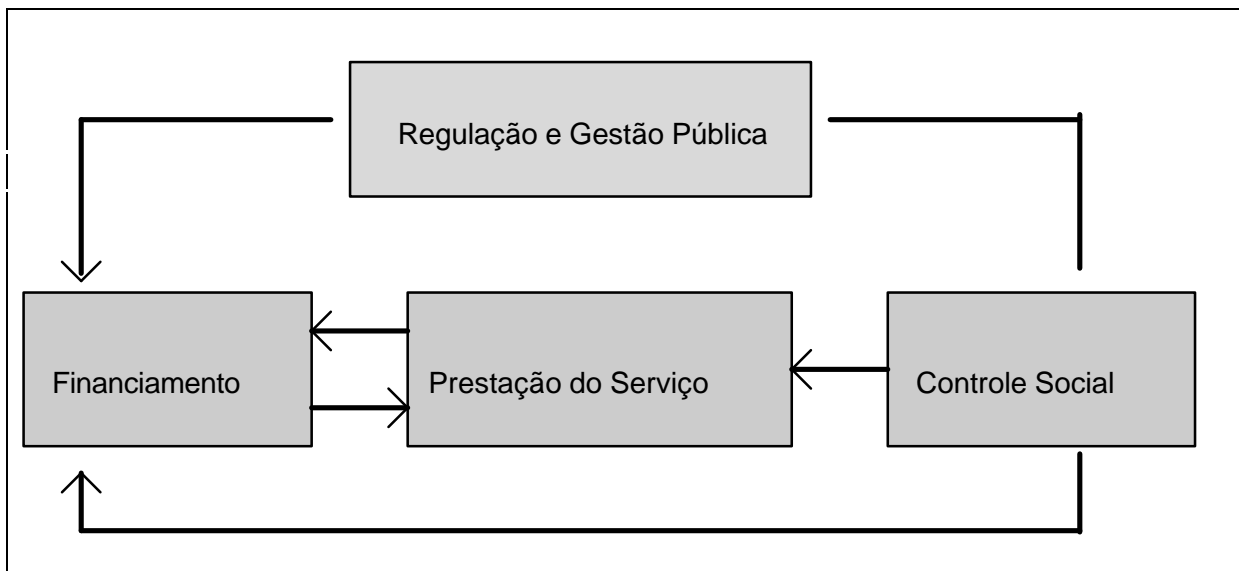 Regulação e Gestão Pública
Financiamento
Prestação do Serviço
Controle Social